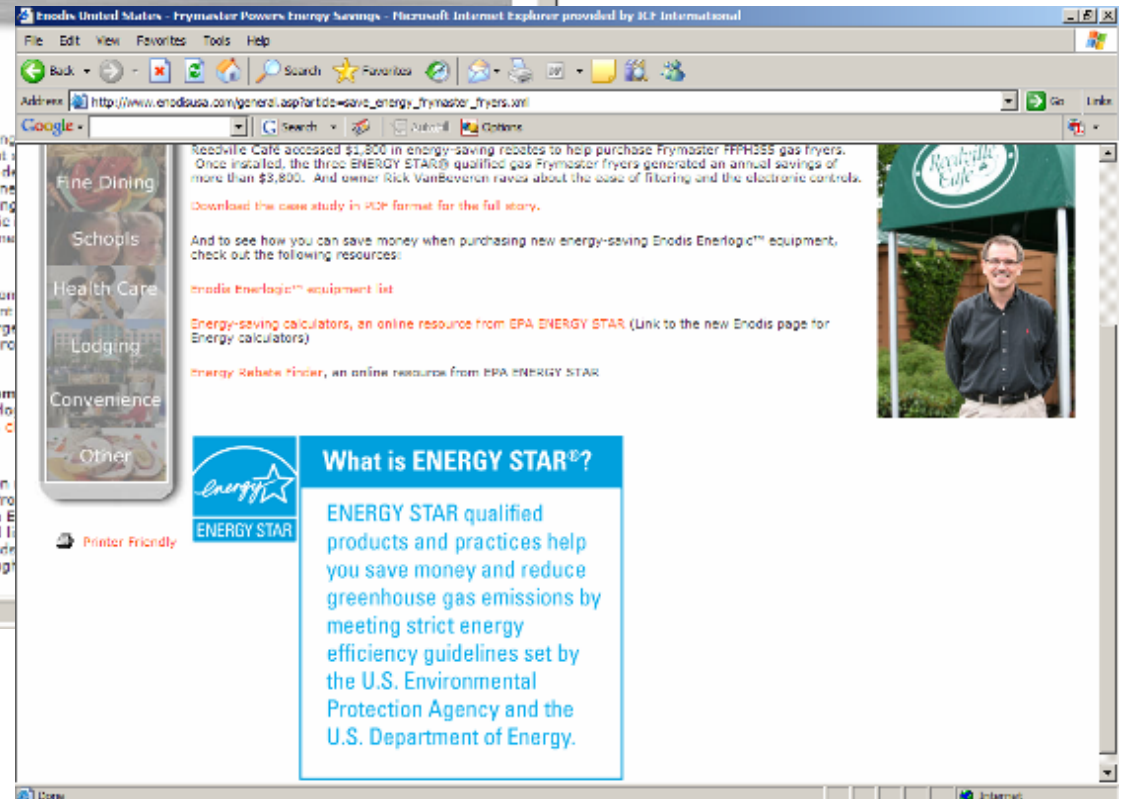 Enodis United States - Frymaster Powers Energy Savings - Microsoft Internet Explorer provided by ICF International
File Edit View Favorites Tools Help
Back Search Favorites
Address http://www.enodisusa.com/general.asp?article=save_energy_frymaster_fryers.xml Go Links
Google Search Autofill Options
Reedville Café accessed $1,800 in energy-saving rebates to help purchase Frymaster gas fryers.
Once installed, the three ENERGY STAR® qualified gas Frymaster fryers generated an annual savings of
more than $3,800. And owner Rick VanBeveren raves about the ease of filtering and the electronic controls.
Download the case study in PDF format for the full story.
And to see how you can save money when purchasing new energy-saving Enodis Enerlogic™ equipment,
check out the following resources:
Enodis Enerlogic™ equipment list
Energy-saving calculators, an online resource from EPA ENERGY STAR (Link to the new Enodis page for
Energy calculators)
Energy Rebate Finder, an online resource from EPA ENERGY STAR
Fine Dining
Schools
Health Care
Lodging
Convenience
Other
Printer Friendly
Reedville
Cafe
energy
ENERGY STAR
What is ENERGY STAR®?
ENERGY STAR qualified
products and practices help
you save money and reduce
greenhouse gas emissions by
meeting strict energy
efficiency guidelines set by
the U.S. Environmental
Protection Agency and the
U.S. Department of Energy.
Done
Internet